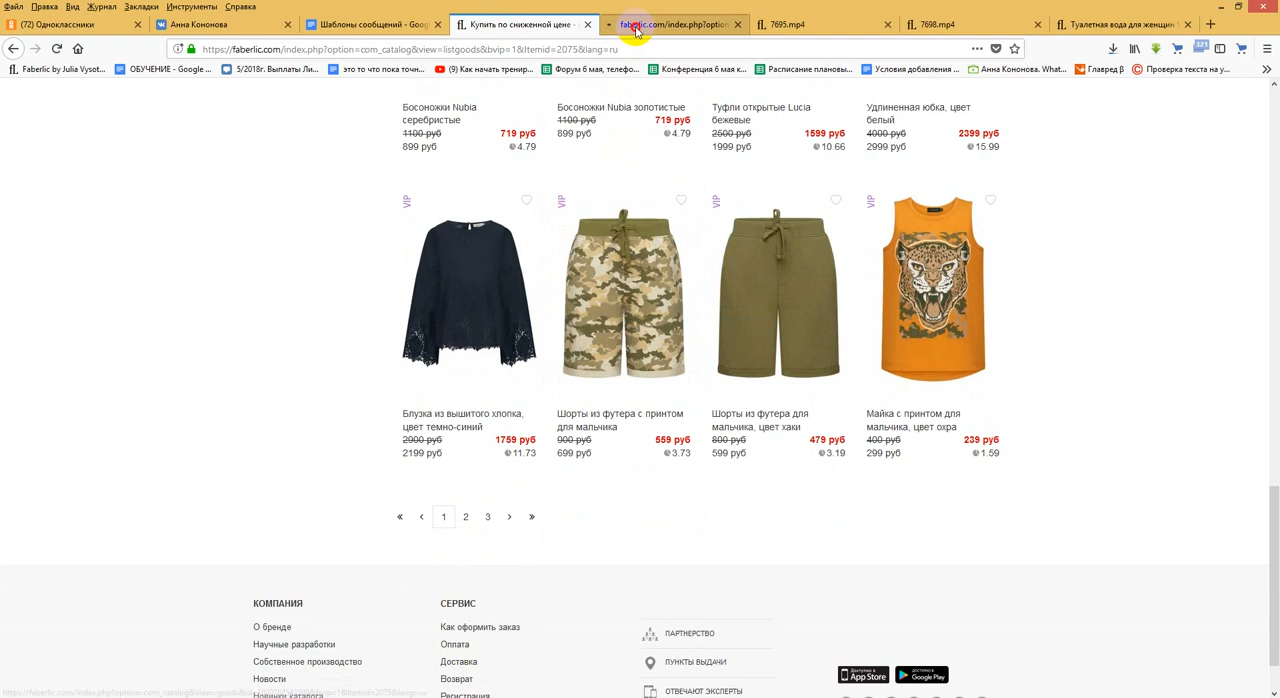 Файл Правка Вид Журнал Закладки Инструменты Справка
(72) Одноклассники
Анна Кононова
Шаблоны сообщений - Goog
Купить по сниженной цене -
faberlic.com/index.php?option
7695.mp4
7698.mp4
Туалетная вода для женщин
https://faberlic.com/index.php?option=com_catalog&view=listgoods&bvip=1&Itemid=2075&lang=ru
321
Faberlic by Julia Vysot...
ОБУЧЕНИЕ - Google ...
5/2018г. Выплаты Ли...
это то что пока точн...
(9) Как начать тренир...
Форум 6 мая, телефо...
Конференция 6 мая к...
Расписание плановы...
Условия добавления ...
Анна Кононова. What...
Главред β
Проверка текста на у...
Босоножки Nubia
серебристые
1100 руб 719 руб
899 руб 4.79
Босоножки Nubia золотистые
1100 руб 719 руб
899 руб 4.79
Туфли открытые Lucia
бежевые
2500 руб 1599 руб
1999 руб 10.66
Удлиненная юбка, цвет
белый
4000 руб 2399 руб
2999 руб 15.99
VIP
VIP
VIP
VIP
Блузка из вышитого хлопка,
цвет темно-синий
2900 руб 1759 руб
2199 руб 11.73
Шорты из футера с принтом
для мальчика
900 руб 559 руб
699 руб 3.73
Шорты из футера для
мальчика, цвет хаки
800 руб 479 руб
599 руб 3.19
Майка с принтом для
мальчика, цвет охра
400 руб 239 руб
299 руб 1.59
« ‹ 1 2 3 › »
КОМПАНИЯ
О бренде
Научные разработки
Социальное производство
Новости
СЕРВИС
Как оформить заказ
Оплата
Доставка
Возврат
Регистрация
ПАРТНЕРСТВО
ПУНКТЫ ВЫДАЧИ
ОТВЕЧАЮТ ЭКСПЕРТЫ
Доступно в
App Store
ДОСТУПНО В
Google Play